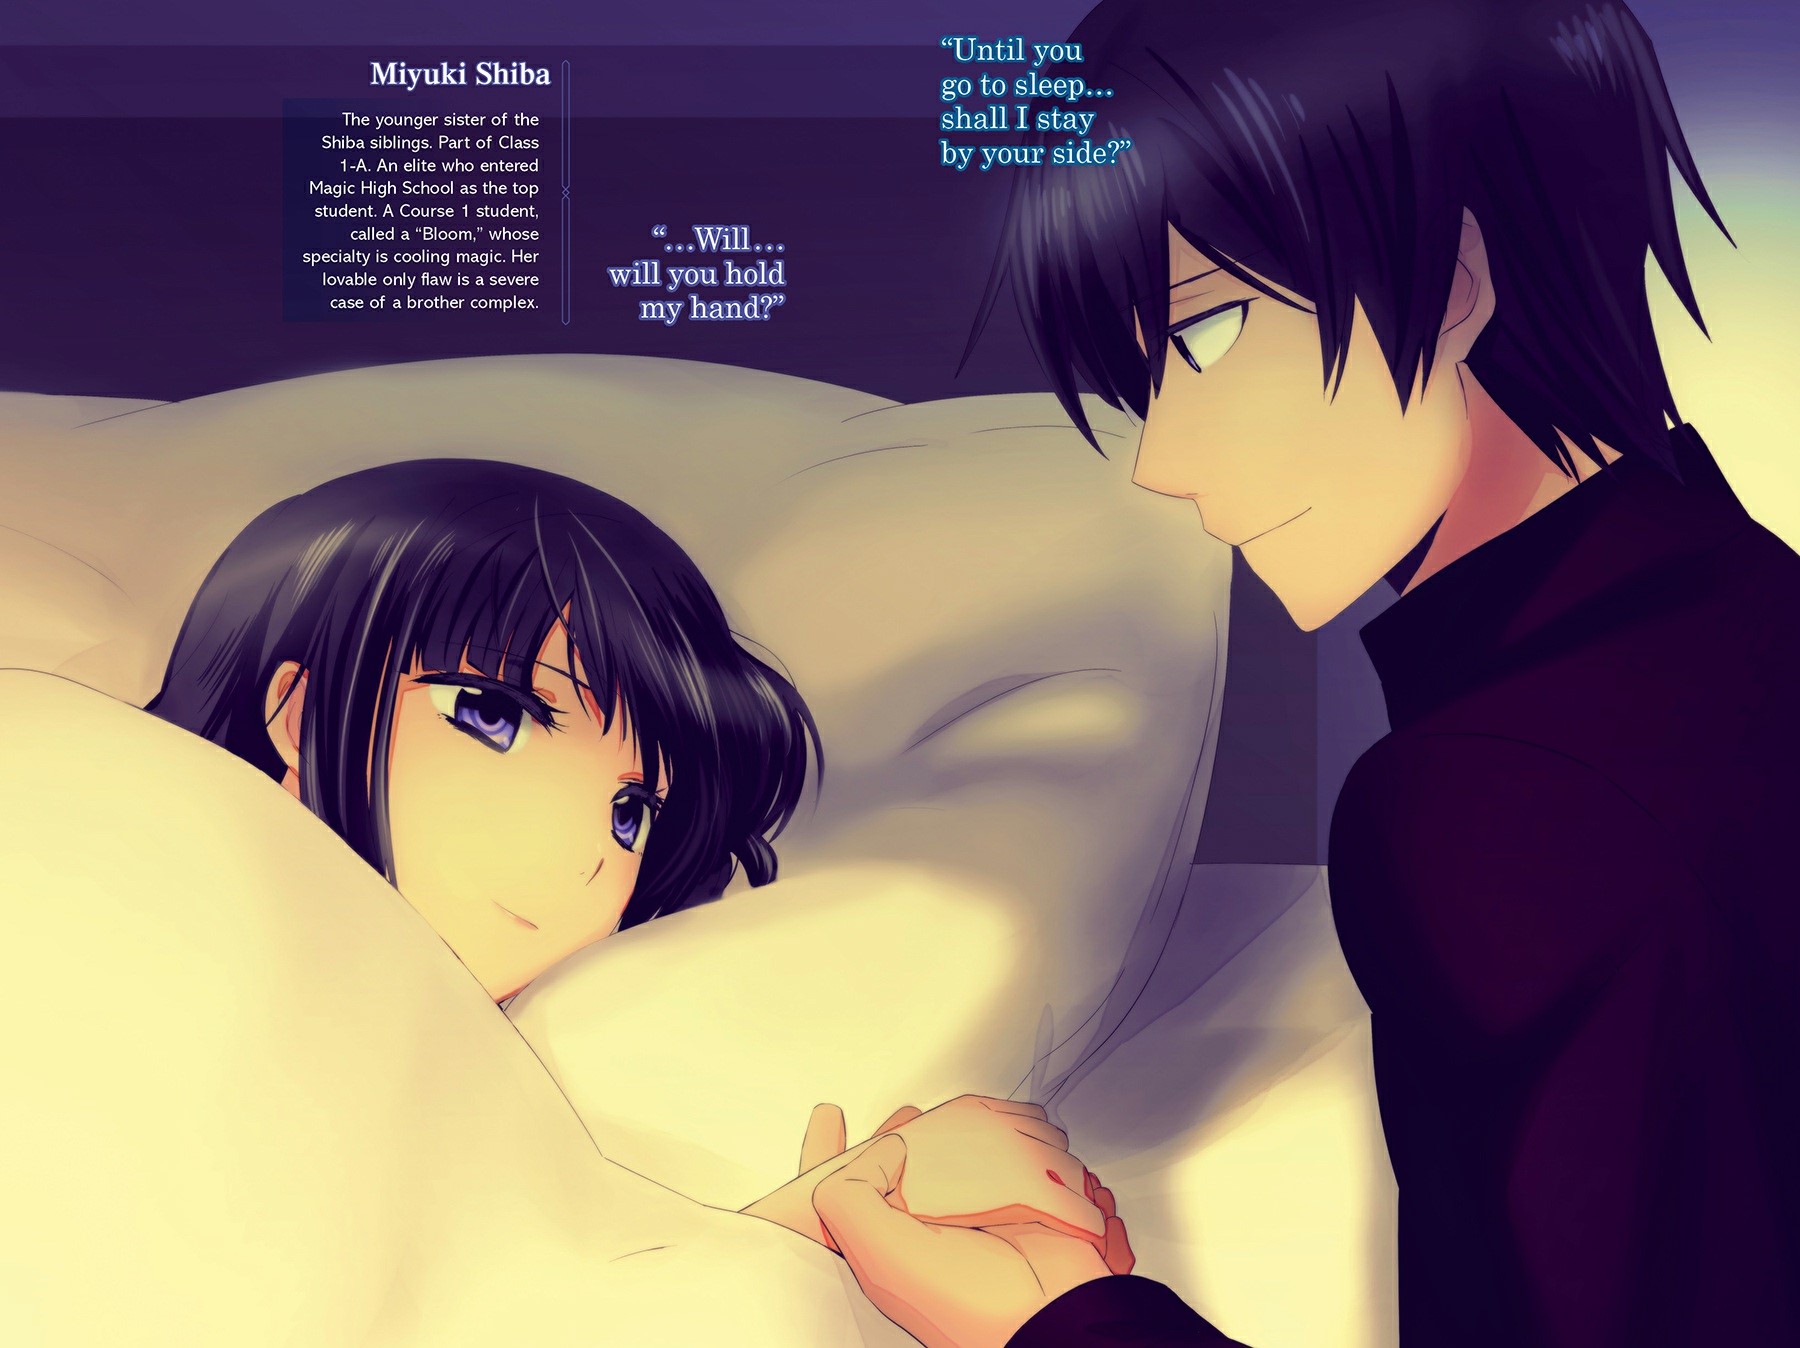 Miyuki Shiba
The younger sister of the
Shiba siblings. Part of Class
1-A. An elite who entered
Magic High School as the top
student. A Course 1 student,
called a “Bloom,” whose
specialty is cooling magic. Her
lovable only flaw is a severe
case of a brother complex.
“Until you
go to sleep...
shall I stay
by your side?”
“...Will...
will you hold
my hand?”